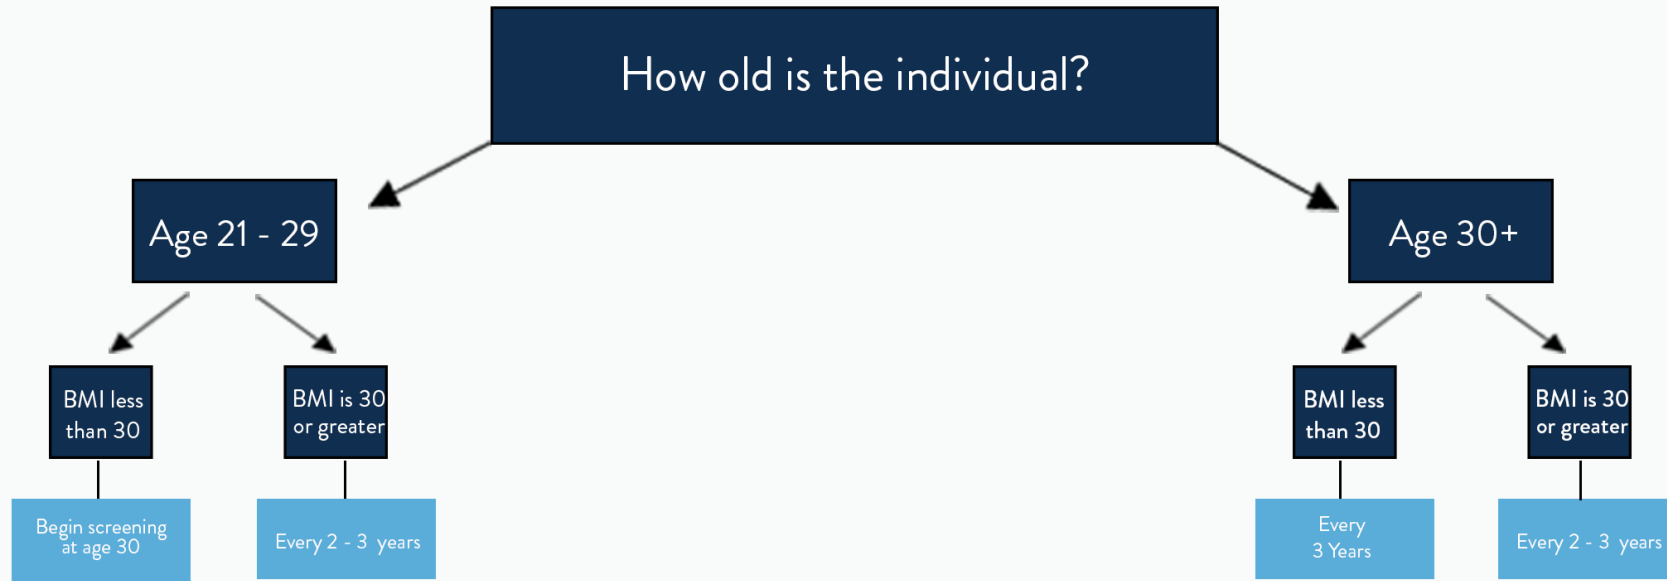 How old is the individual?
Age 21 - 29
Age 30+
BMI less
than 30
BMI is 30
or greater
BMI less
than 30
BMI is 30
or greater
Begin screening
at age 30
Every 2 - 3 years
Every
3 Years
Every 2 - 3 years